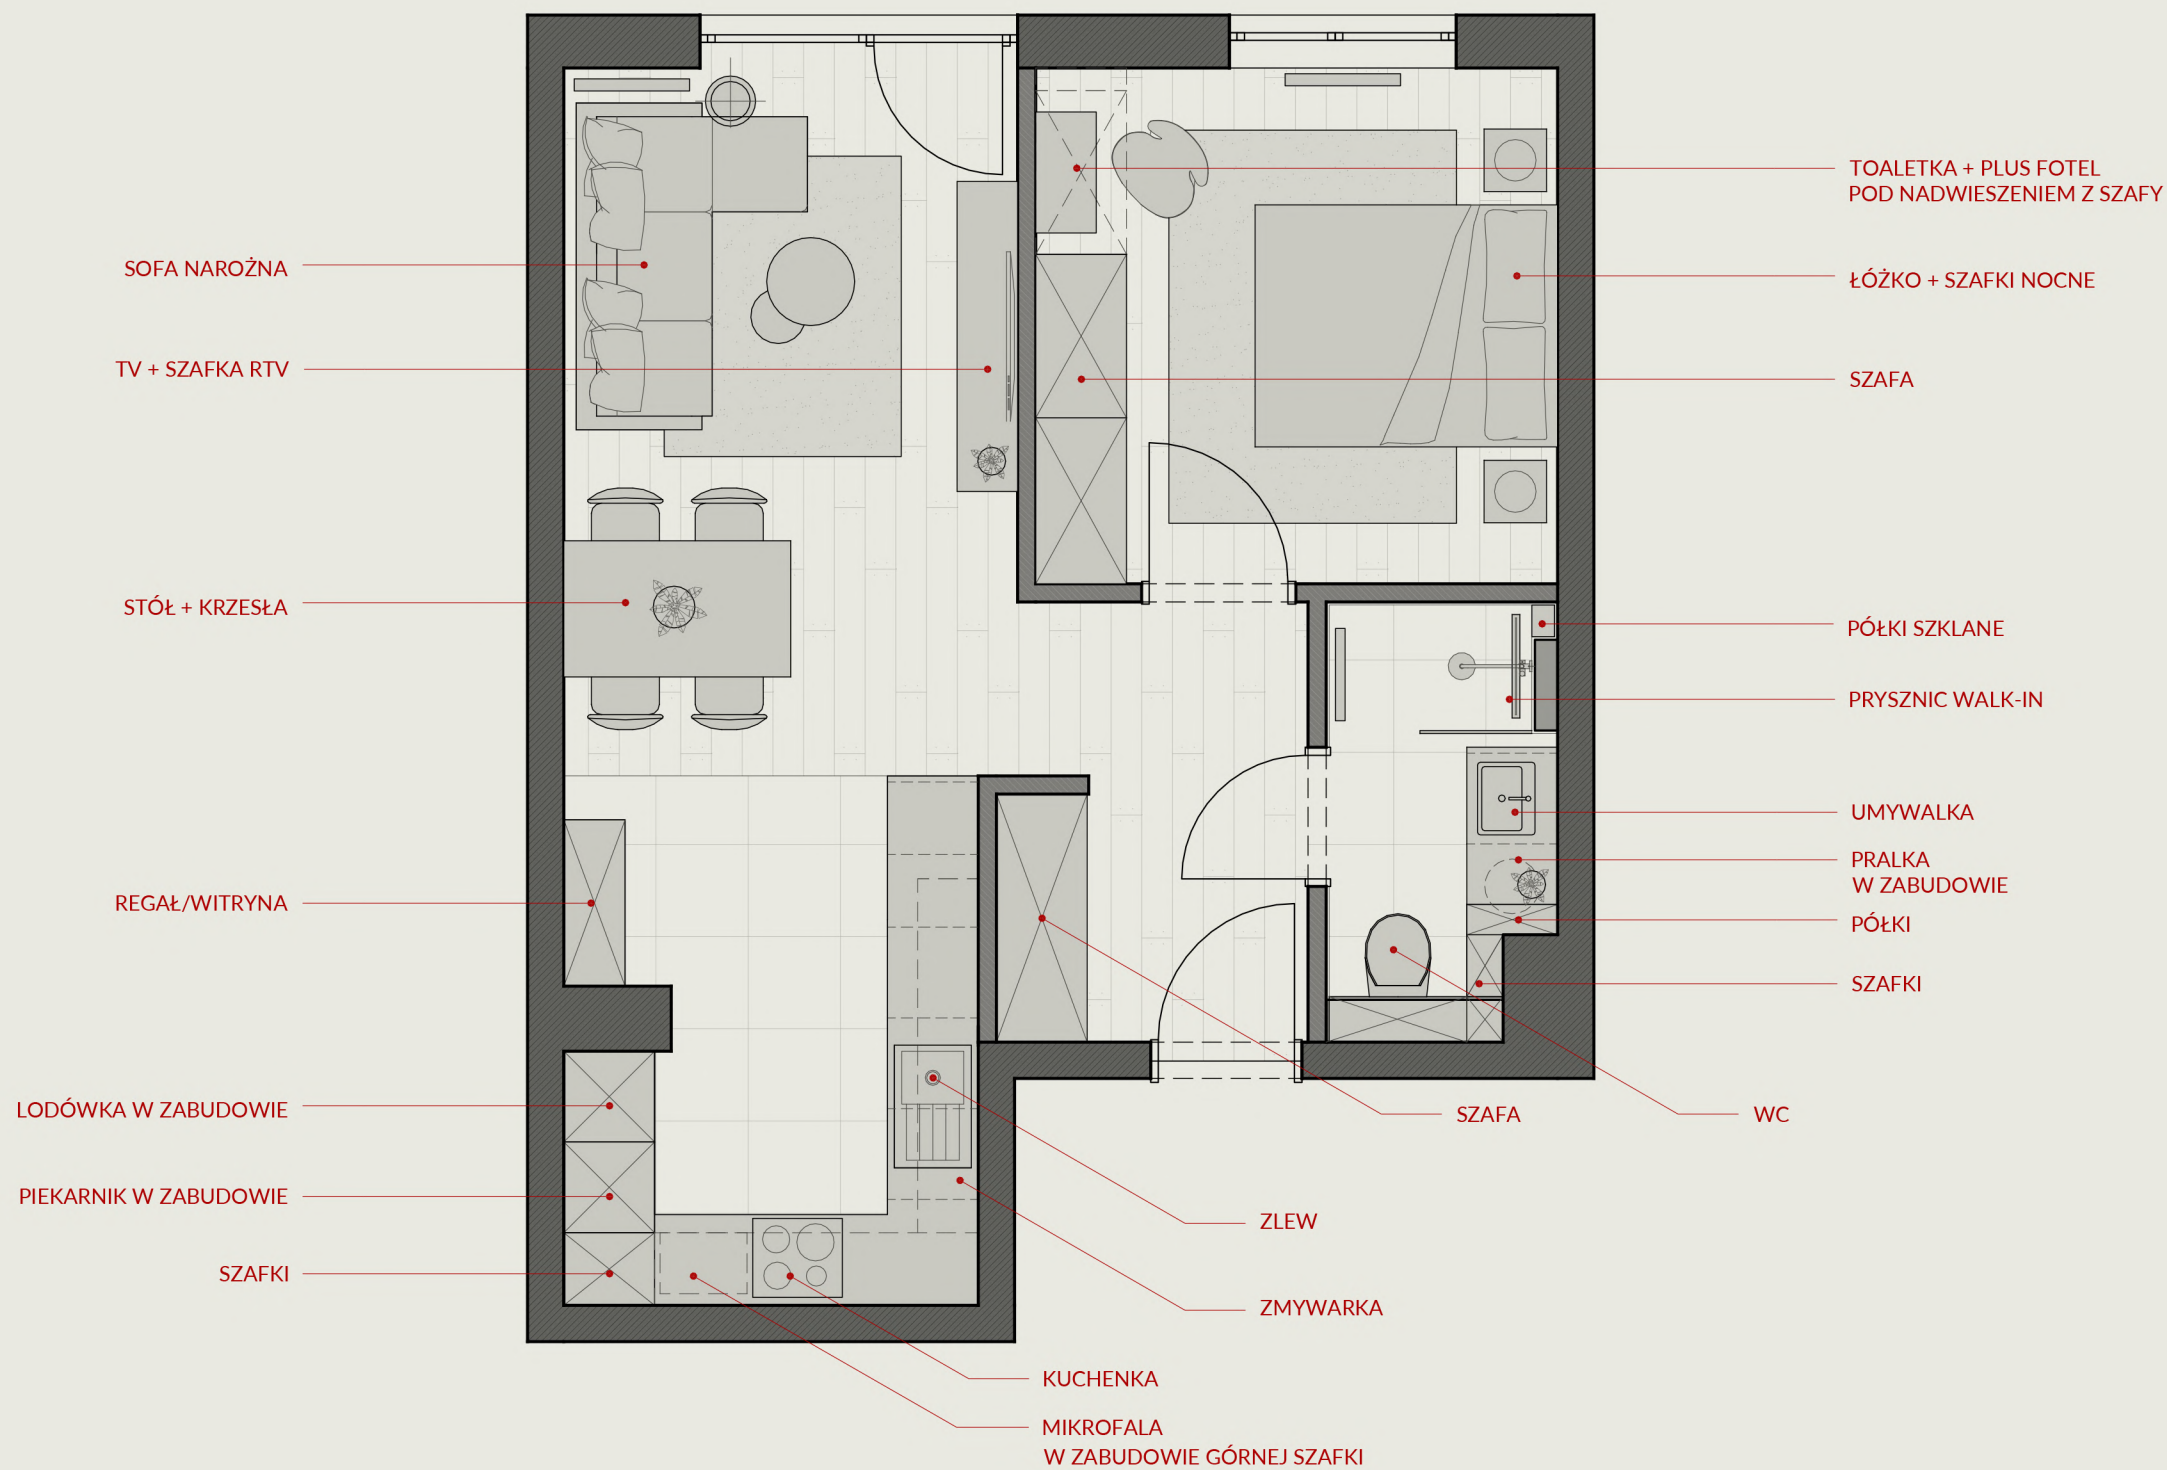 SOFA NAROŻNA
TV + SZAFKA RTV
STÓŁ + KRZESŁA
REGAŁ/WITRYNA
LODÓWKA W ZABUDOWIE
PIEKARNIK W ZABUDOWIE
SZAFKI
TOALETKA + PLUS FOTEL
POD NADWIESZENIEM Z SZAFY
ŁÓŻKO + SZAFKI NOCNE
SZAFA
PÓŁKI SZKLANE
PRYSZNIC WALK-IN
UMYWALKA
PRALKA
W ZABUDOWIE
PÓŁKI
SZAFKI
SZAFA
WC
ZLEW
ZMYWARKA
KUCHENKA
MIKROFALA
W ZABUDOWIE GÓRNEJ SZAFKI